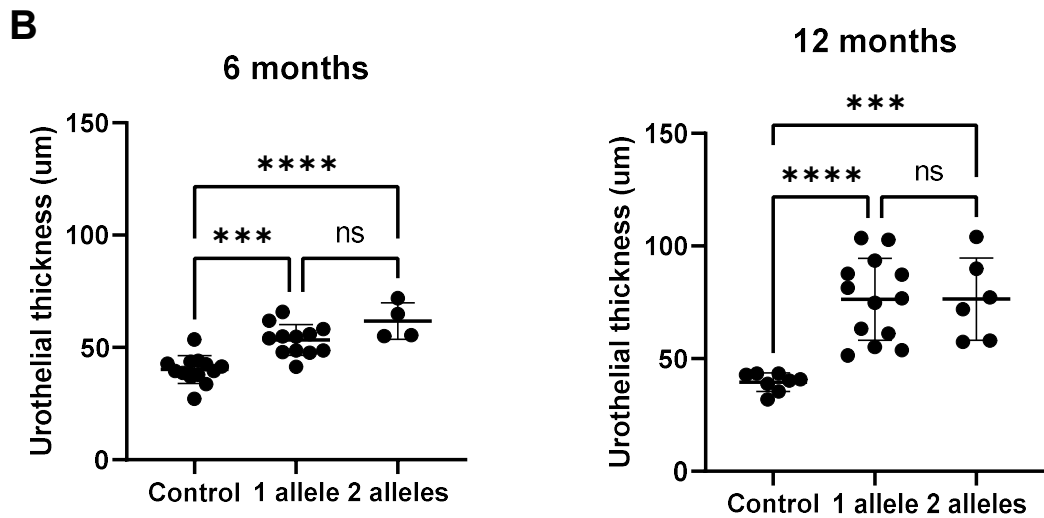 B
6 months
Urothelial thickness (um)
150
100
50
0
****
***
ns
Control 1 allele 2 alleles
12 months
Urothelial thickness (um)
150
100
50
0
***
****
ns
Control 1 allele 2 alleles